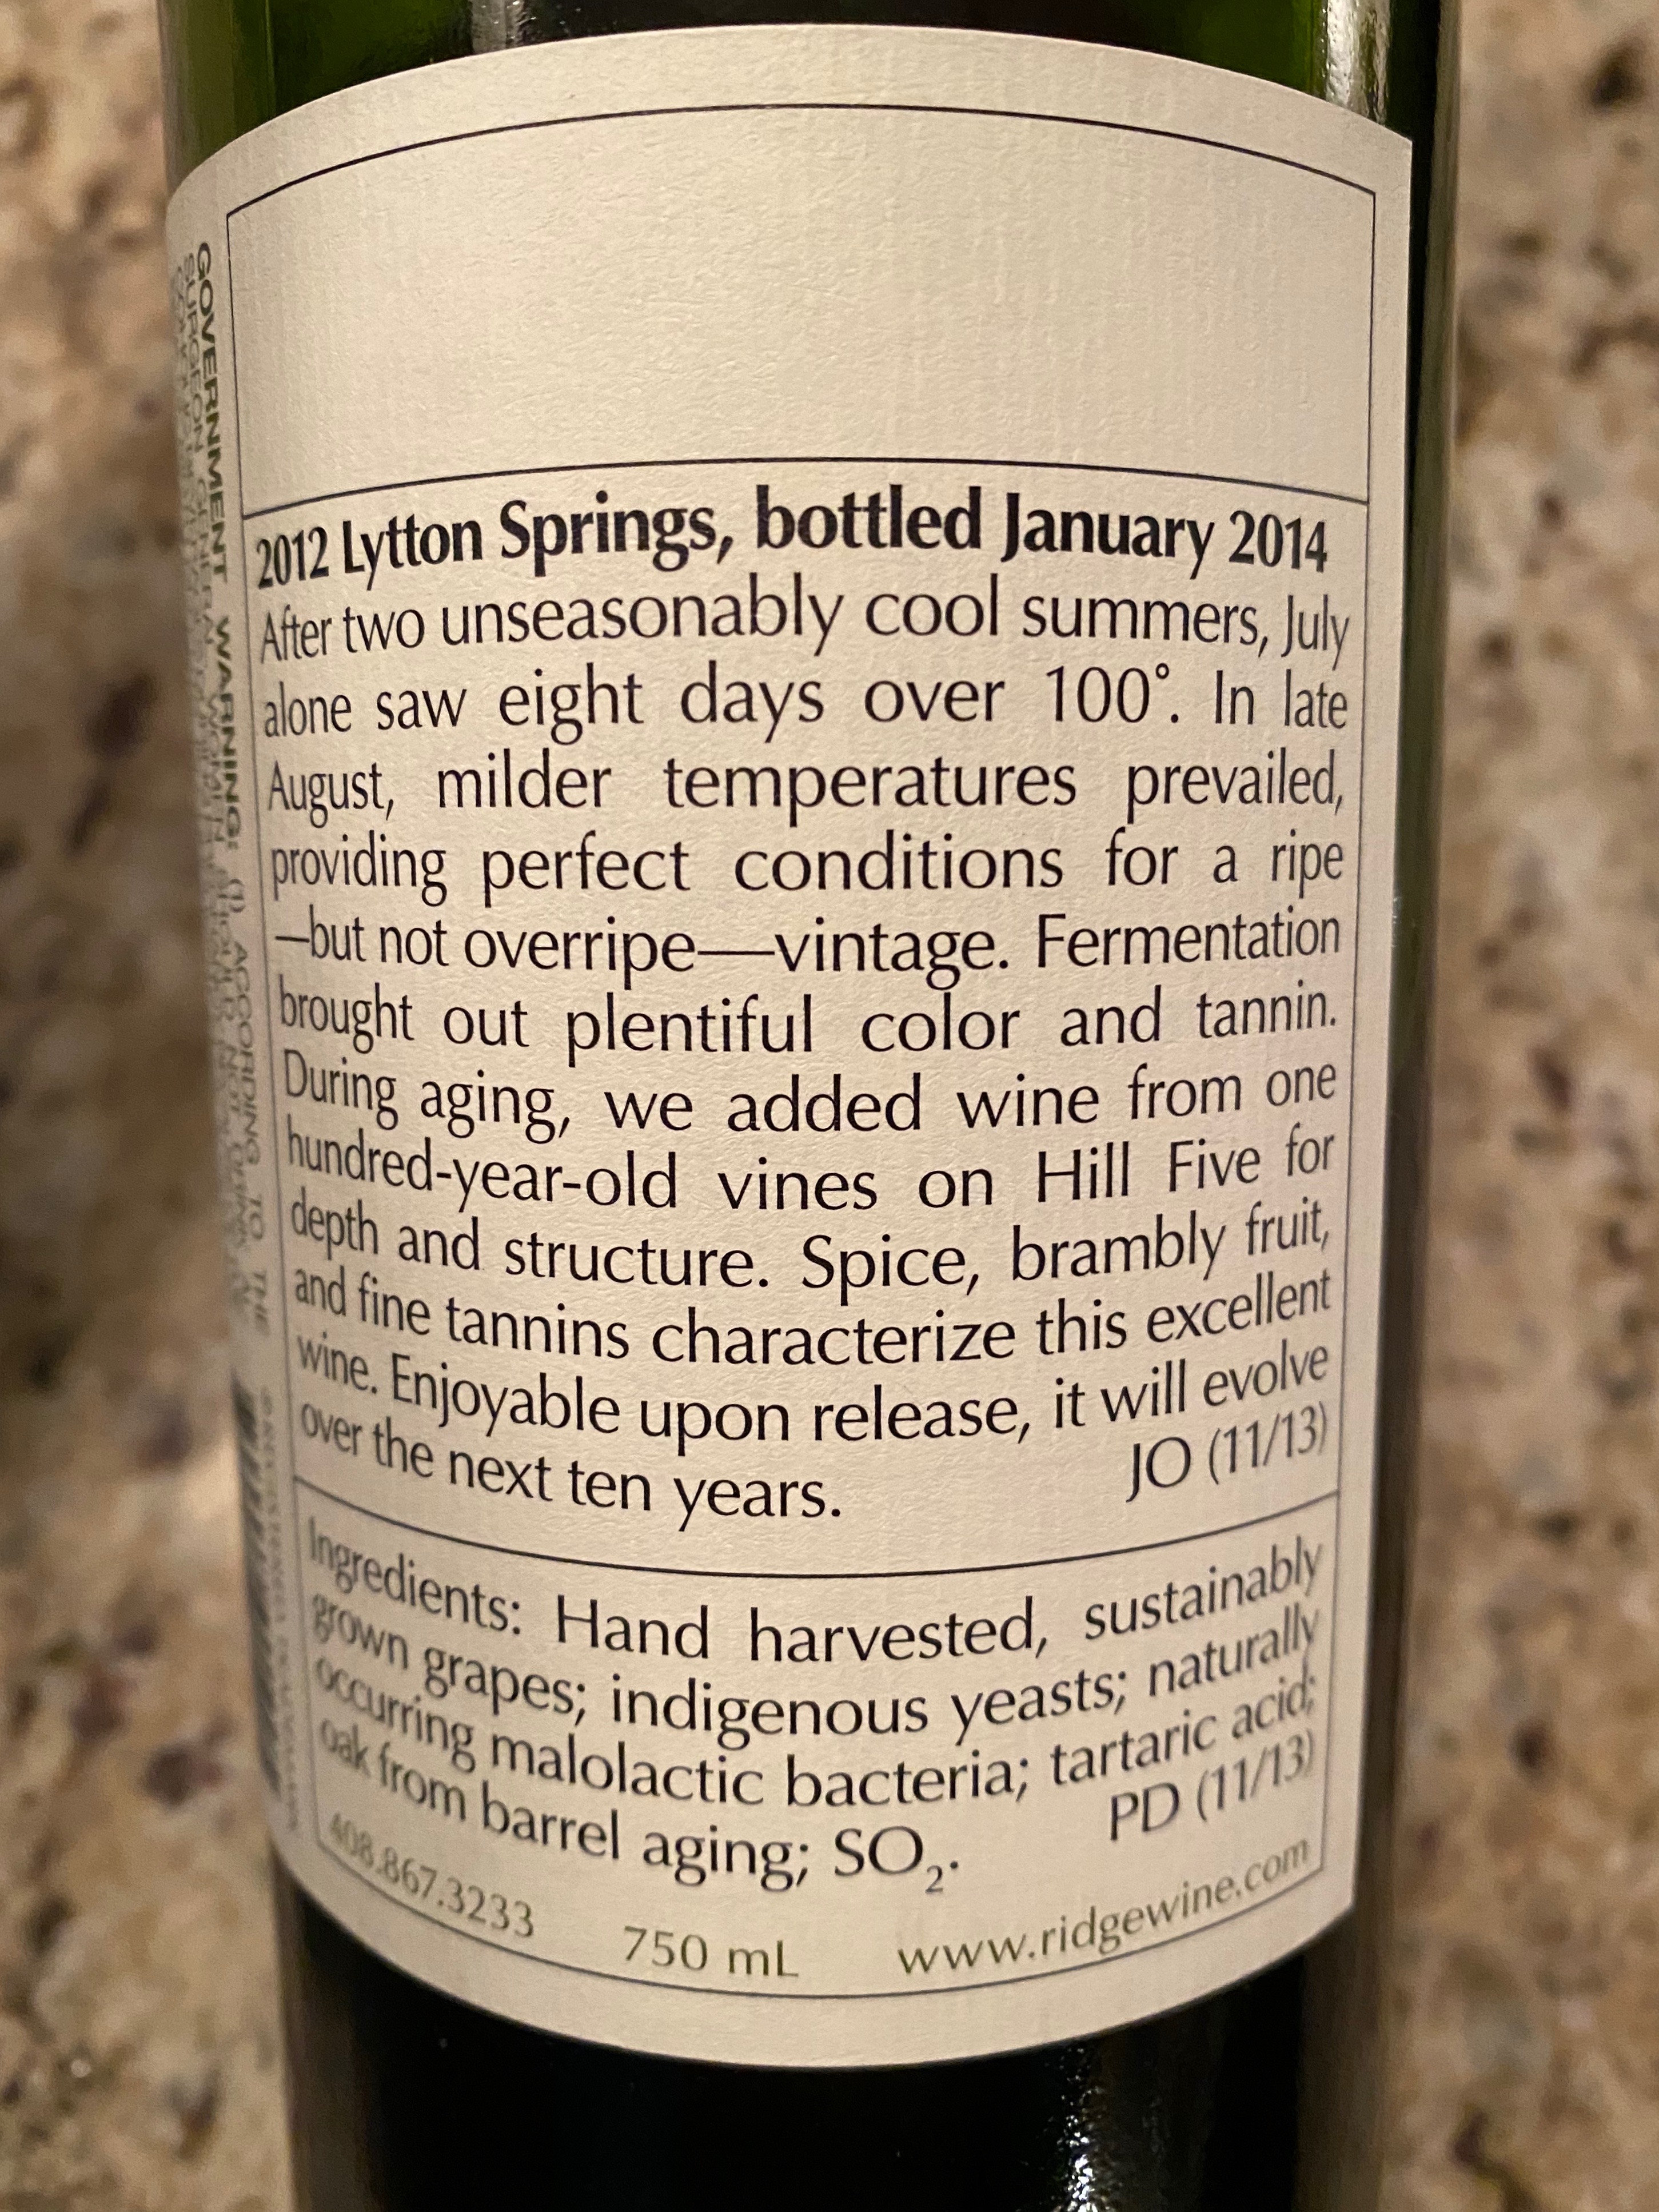 2012 Lytton Springs, bottled January 2014
After two unseasonably cool summers, July
alone saw eight days over 100°. In late
August, milder temperatures prevailed,
providing perfect conditions for a ripe
—but not overripe—vintage. Fermentation
brought out plentiful color and tannin.
During aging, we added wine from one
hundred-year-old vines on Hill Five for
depth and structure. Spice, brambly fruit,
and fine tannins characterize this excellent
wine. Enjoyable upon release, it will evolve
over the next ten years. JO (11/13)
Ingredients: Hand harvested, sustainably
grown grapes; indigenous yeasts; naturally
occurring malolactic bacteria; tartaric acid;
oak from barrel aging; SO₂. PD (11/13)
408.867.3233 750 mL www.ridgewine.com
GOVERNMENT WARNING: (1) ACCORDING TO THE
SURGEON GENERAL